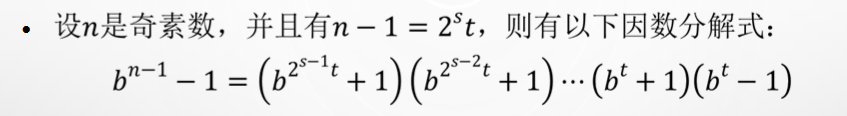 • 设n是奇素数，并且有n − 1 = 2^s t，则有以下因数分解式：
b^{n−1} − 1 = (b^{2^{s−1}t} + 1)(b^{2^{s−2}t} + 1) ⋯ (b^t + 1)(b^t − 1)